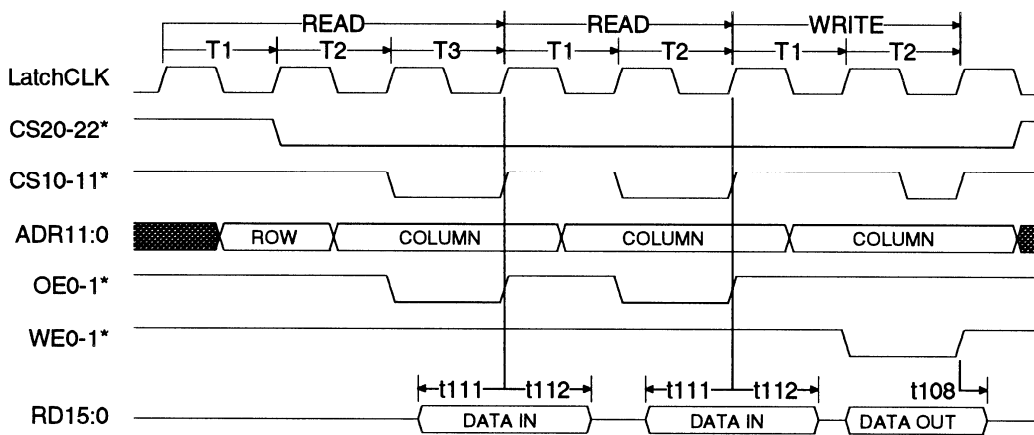 READ READ WRITE
T1 T2 T3 T1 T2 T1 T2
LatchCLK
CS20-22*
CS10-11*
ADR11:0 ROW COLUMN COLUMN COLUMN
OE0-1*
WE0-1*
t111 t112 t111 t112 t108
RD15:0 DATA IN DATA IN DATA OUT